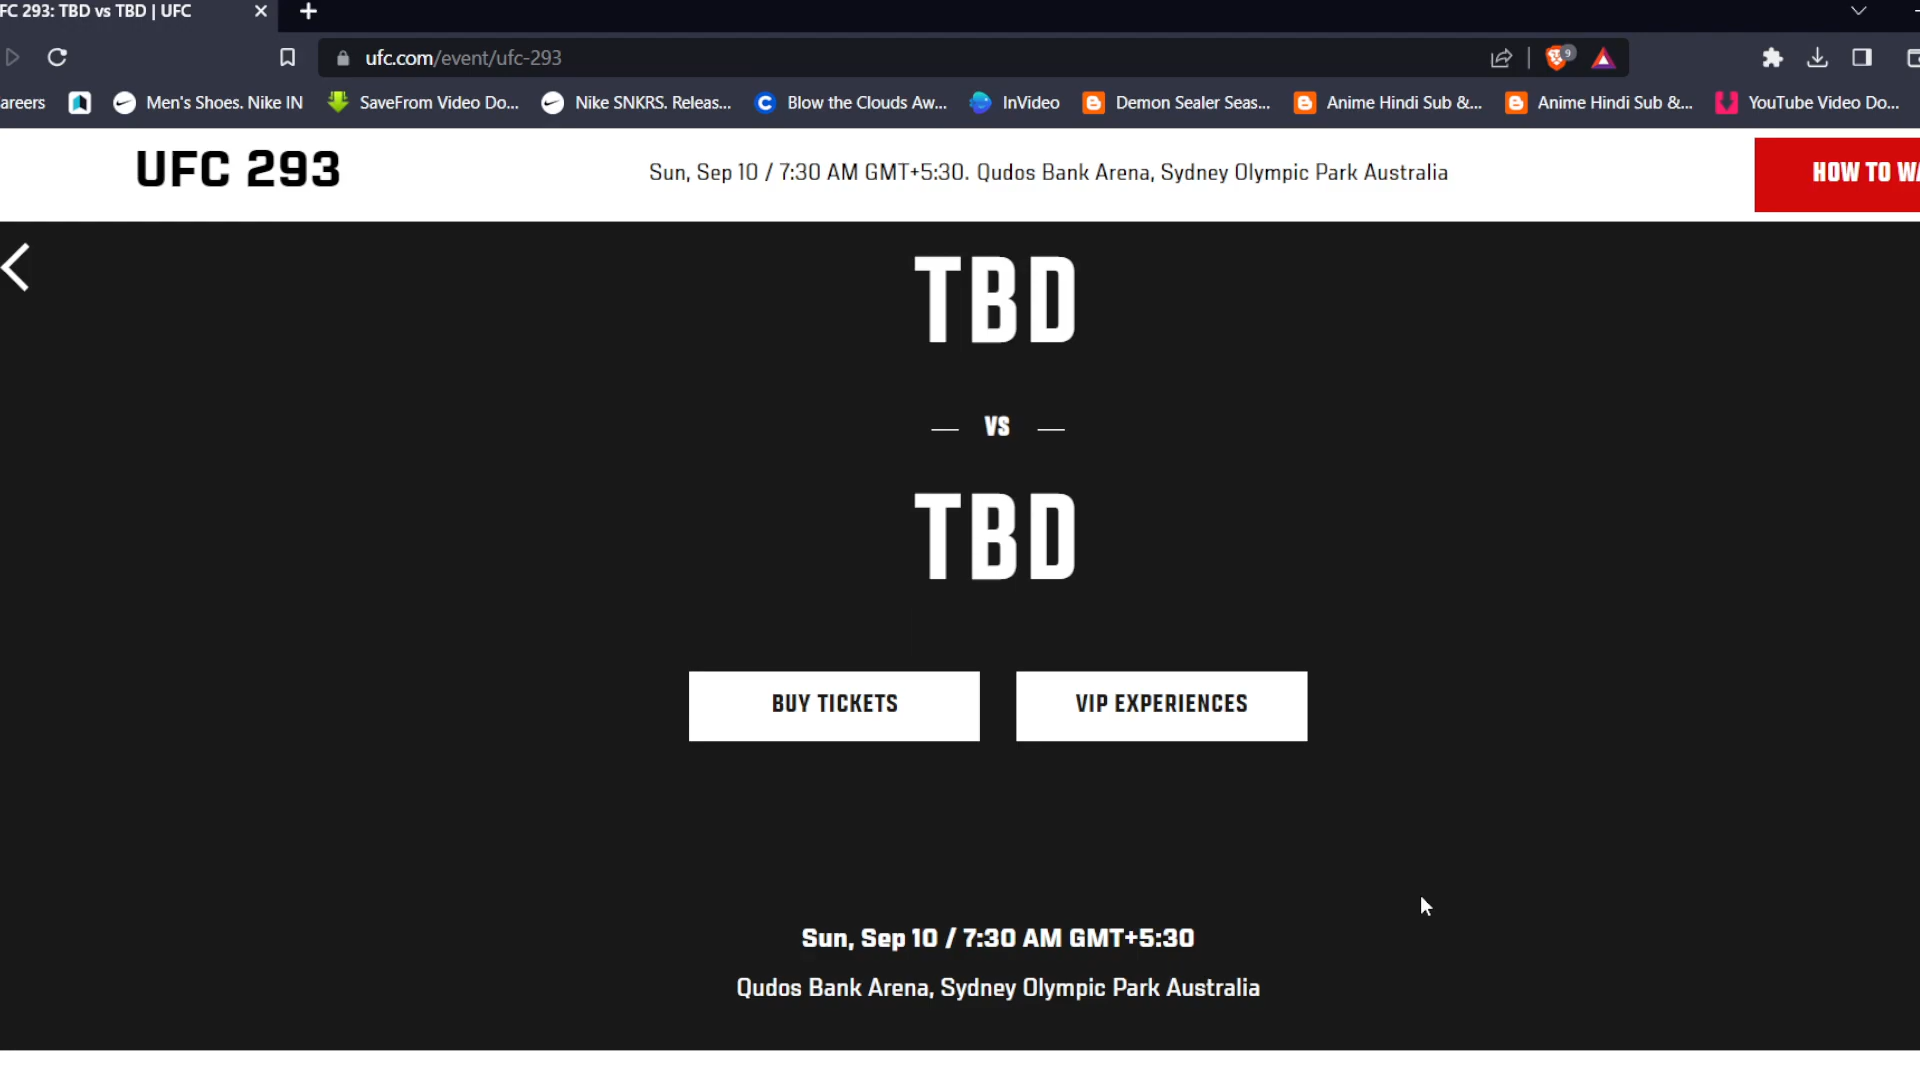 FC 293: TBD vs TBD | UFC
ufc.com/event/ufc-293
9
areers
Men's Shoes. Nike IN
SaveFrom Video Do...
Nike SNKRS. Releas...
Blow the Clouds Aw...
InVideo
Demon Sealer Seas...
Anime Hindi Sub &...
Anime Hindi Sub &...
YouTube Video Do...
UFC 293
Sun, Sep 10 / 7:30 AM GMT+5:30. Qudos Bank Arena, Sydney Olympic Park Australia
HOW TO WA
TBD
VS
TBD
BUY TICKETS
VIP EXPERIENCES
Sun, Sep 10 / 7:30 AM GMT+5:30
Qudos Bank Arena, Sydney Olympic Park Australia